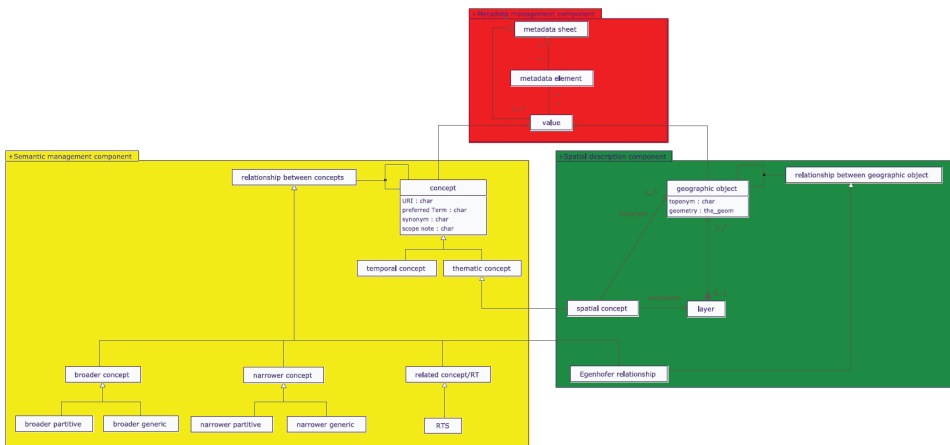 +Metadata management component
metadata sheet
metadata element
value
+Semantic management component
relationship between concepts
concept
URI : char
preferred Term : char
synonym : char
scope note : char
temporal concept
thematic concept
broader concept
narrower concept
related concept/RT
broader partitive
broader generic
narrower partitive
narrower generic
RTS
+Spatial description component
geographic object
toponym : char
geometry : the_geom
relationship between geographic object
spatial concept
layer
Egenhofer relationship